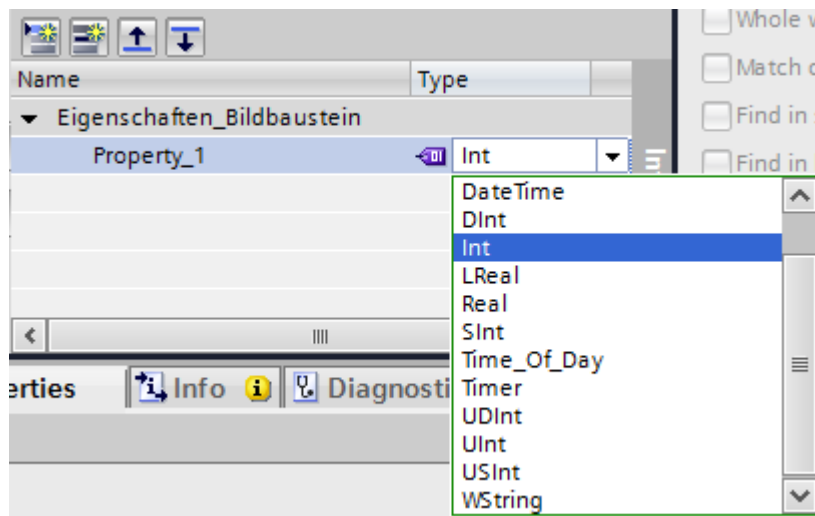 Whole
Name Type
Match
Eigenschaften_Bildbaustein
Find in
Property_1 Int
Find in
DateTime
DInt
Int
LReal
Real
SInt
Time_Of_Day
Timer
UDInt
UInt
USInt
WString
erties Info Diagnosti